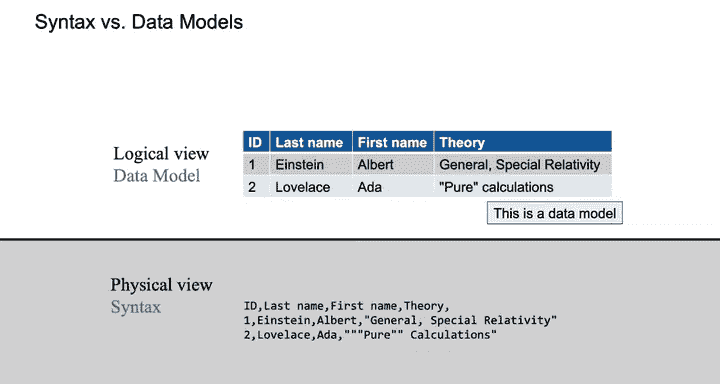 Syntax vs. Data Models
Logical view
Data Model
ID Last name First name Theory
1 Einstein Albert General, Special Relativity
2 Lovelace Ada "Pure" calculations
This is a data model
Physical view
Syntax
ID,Last name,First name,Theory,
1,Einstein,Albert,"General, Special Relativity"
2,Lovelace,Ada,"""Pure"" Calculations"